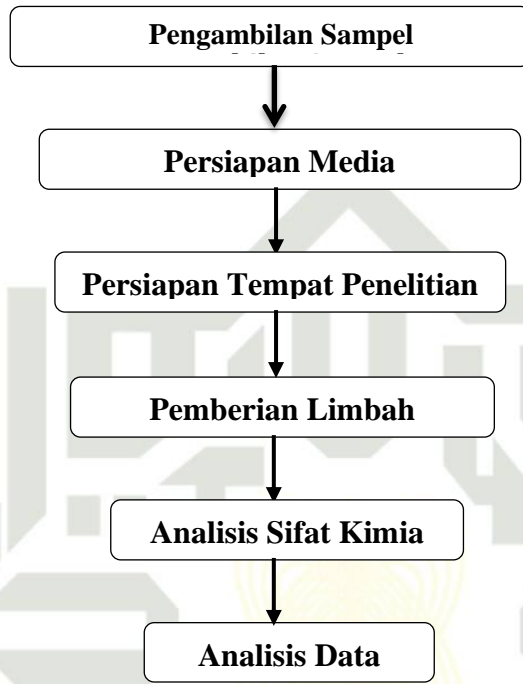 Pengambilan Sampel
Persiapan Media
Persiapan Tempat Penelitian
Pemberian Limbah
Analisis Sifat Kimia
Analisis Data